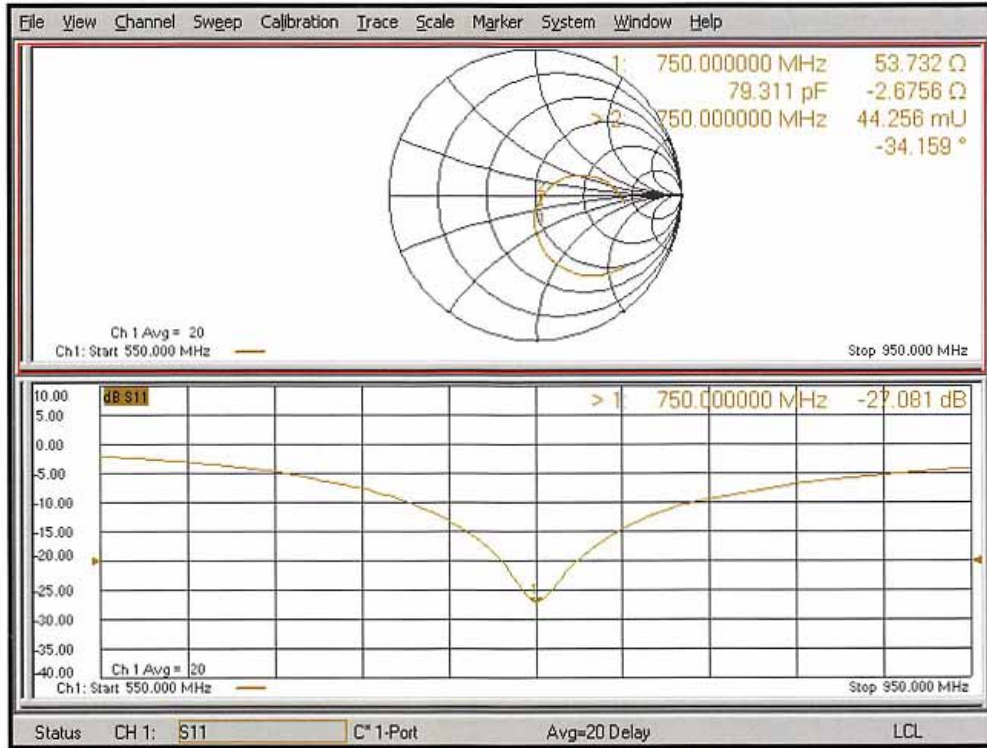 File View Channel Sweep Calibration Trace Scale Marker System Window Help
1: 750.000000 MHz 53.732 Ω
79.311 pF -2.6756 Ω
> 2: 750.000000 MHz 44.256 mU
-34.159 °
Ch 1 Avg = 20
Ch1: Start 550.000 MHz
Stop 950.000 MHz
10.00
dB S11
> 1: 750.000000 MHz -27.081 dB
5.00
0.00
-5.00
-10.00
-15.00
-20.00
-25.00
1
-30.00
-35.00
-40.00
Ch 1 Avg = 20
Ch1: Start 550.000 MHz
Stop 950.000 MHz
Status CH 1: S11 C* 1-Port Avg=20 Delay LCL